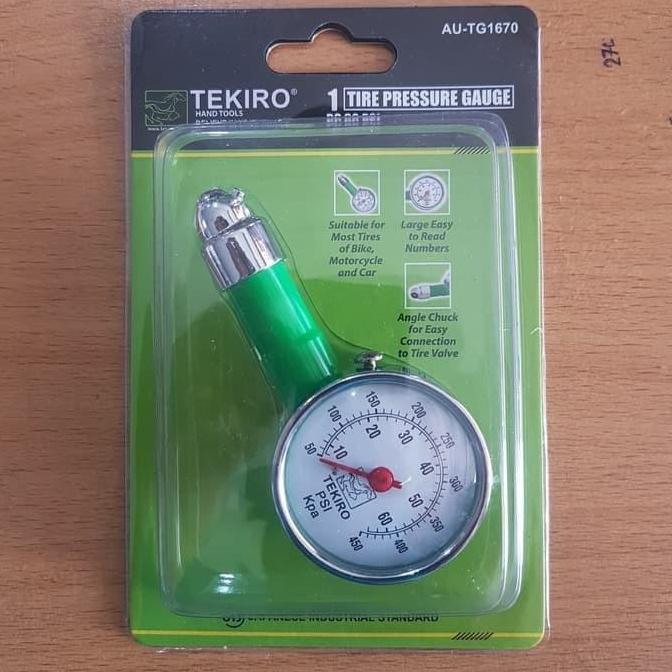 AU-TG1670
TEKIRO®
HAND TOOLS
1 TIRE PRESSURE GAUGE
Suitable for
Most Tires
of Bike,
Motorcycle
and Car
Large Easy
to Read
Numbers
Angle Chuck
for Easy
Connection
to Tire Valve
50 100 150 200 250 300 350 400 450
10 20 30 40 50 60
TEKIRO
PSI
Kpa
JAPANESE INDUSTRIAL STANDARD